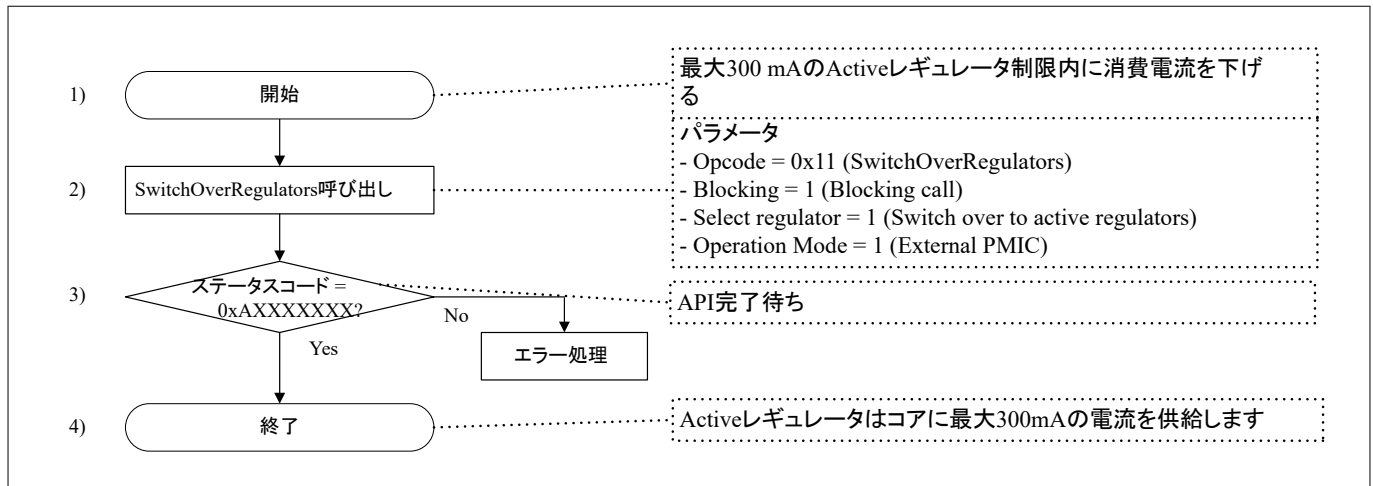 1)
開始
最大300 mAのActiveレギュレータ制限内に消費電流を下げ
る
2)
SwitchOverRegulators呼び出し
パラメータ
- Opcode = 0x11 (SwitchOverRegulators)
- Blocking = 1 (Blocking call)
- Select regulator = 1 (Switch over to active regulators)
- Operation Mode = 1 (External PMIC)
3)
ステータスコード =
0xAXXXXXXX?
API完了待ち
No
エラー処理
Yes
4)
終了
Activeレギュレータはコアに最大300mAの電流を供給します